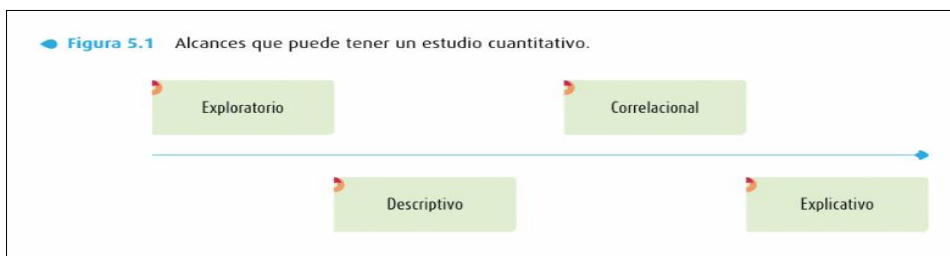 Figura 5.1 Alcances que puede tener un estudio cuantitativo.
Exploratorio
Correlacional
Descriptivo
Explicativo